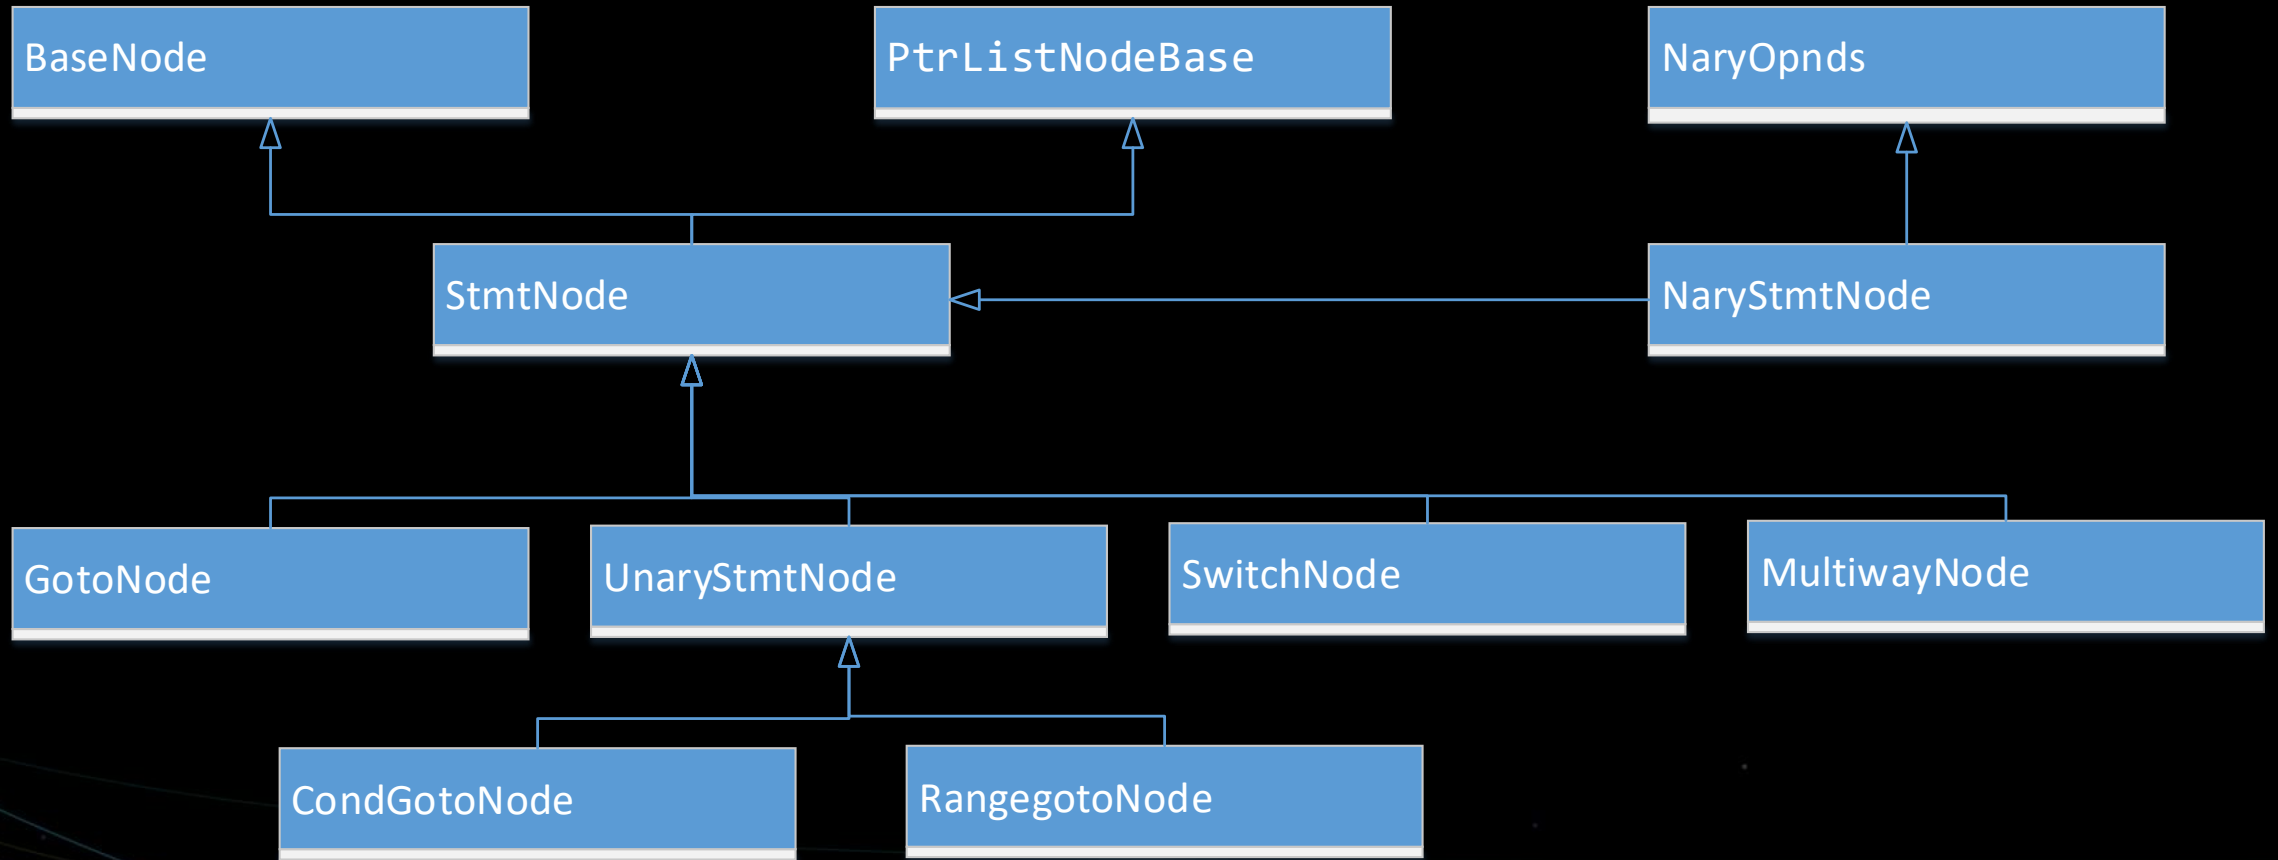 BaseNode
PtrListNodeBase
NaryOpnds
StmtNode
NaryStmtNode
GotoNode
UnaryStmtNode
SwitchNode
MultiwayNode
CondGotoNode
RangegotoNode